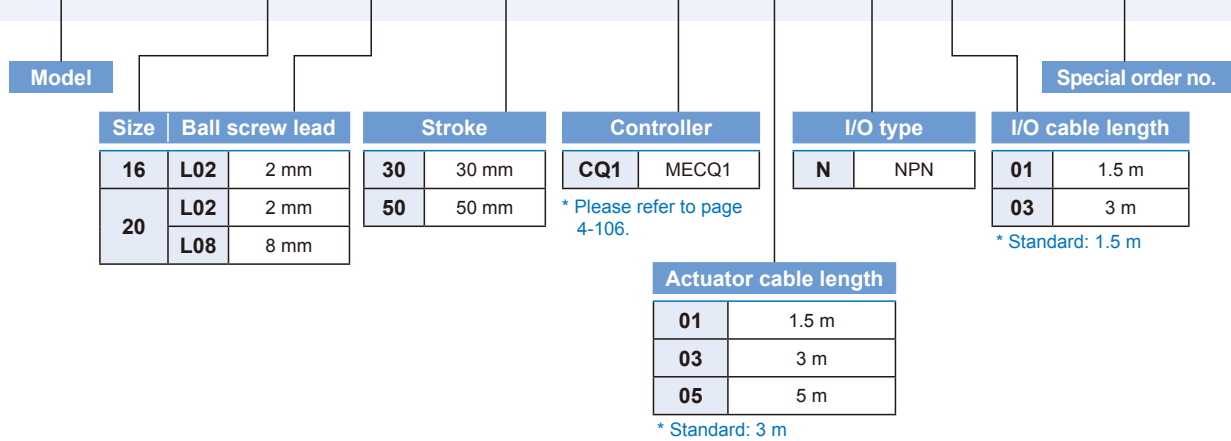 Model
Special order no.
Size Ball screw lead
16 L02 2 mm
20 L02 2 mm
L08 8 mm
Stroke
30 30 mm
50 50 mm
Controller
CQ1 MECQ1
* Please refer to page
4-106.
I/O type
N NPN
I/O cable length
01 1.5 m
03 3 m
* Standard: 1.5 m
Actuator cable length
01 1.5 m
03 3 m
05 5 m
* Standard: 3 m